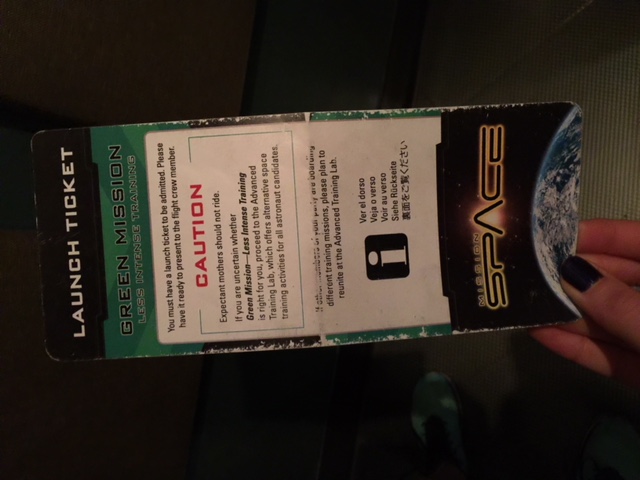 LAUNCH TICKET
GREEN MISSION
LESS INTENSE TRAINING
You must have a launch ticket to be admitted. Please
have it ready to present to the flight crew member.
CAUTION
Expectant mothers should not ride.
If you are uncertain whether
Green Mission—Less Intense Training
is right for you, proceed to the Advanced
Training Lab, which offers alternative space
training activities for all astronaut candidates.
your party are boarding
different training missions, please plan to
reunite at the Advanced Training Lab.
i
Ver el dorso
Veja o verso
Voir au verso
Siehe Rückseite
裏面をご覧ください
MISSION
SPACE